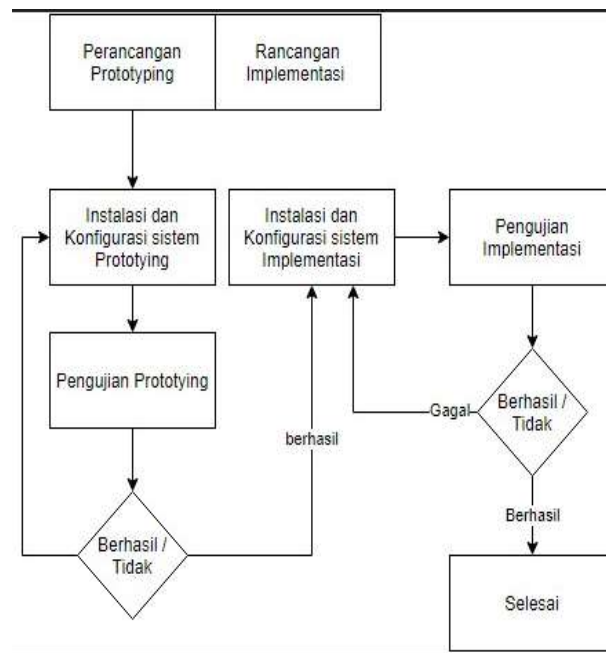 Perancangan
Prototyping
Rancangan
Implementasi
Instalasi dan
Konfigurasi sistem
Prototying
Instalasi dan
Konfigurasi sistem
Implementasi
Pengujian
Implementasi
Pengujian Prototying
Berhasil /
Tidak
Gagal
berhasil
Berhasil
Berhasil /
Tidak
Selesai